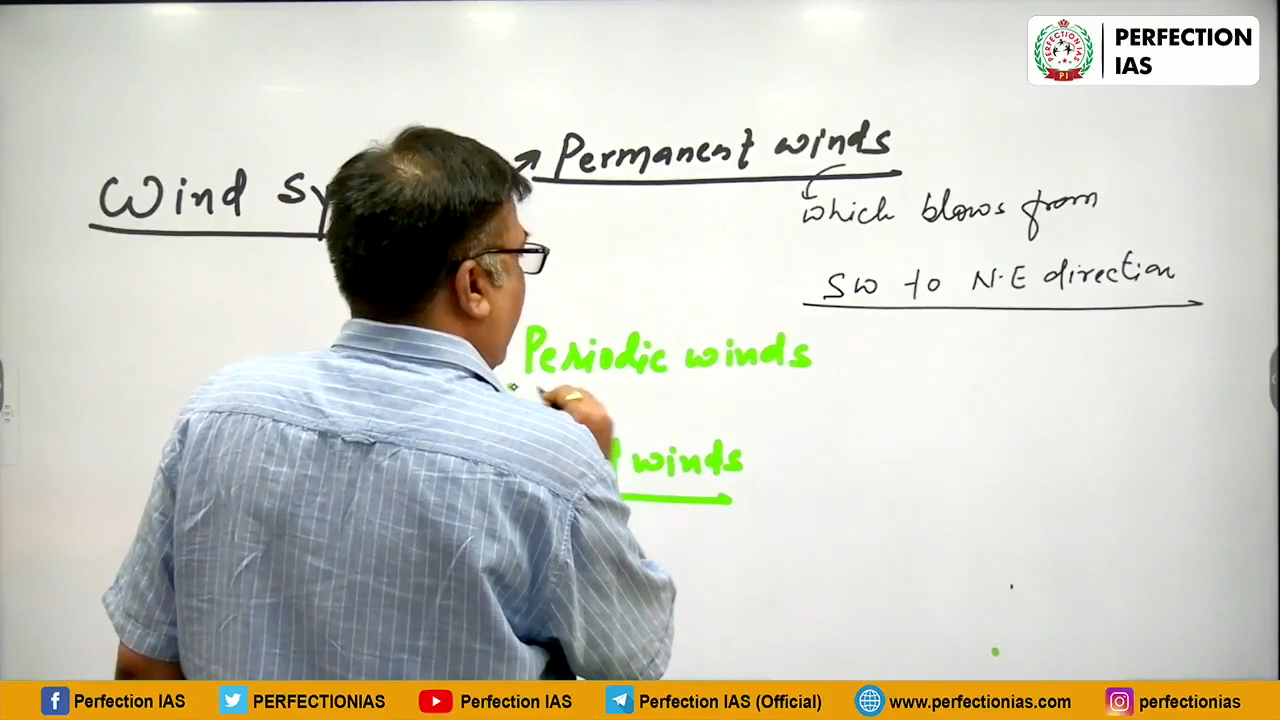 PERFECTION
IAS
Permanent winds
Wind
which blows from
SW to N.E direction
Periodic winds
winds
Perfection IAS
PERFECTIONIAS
Perfection IAS
Perfection IAS (Official)
www.perfectionias.com
perfectionias